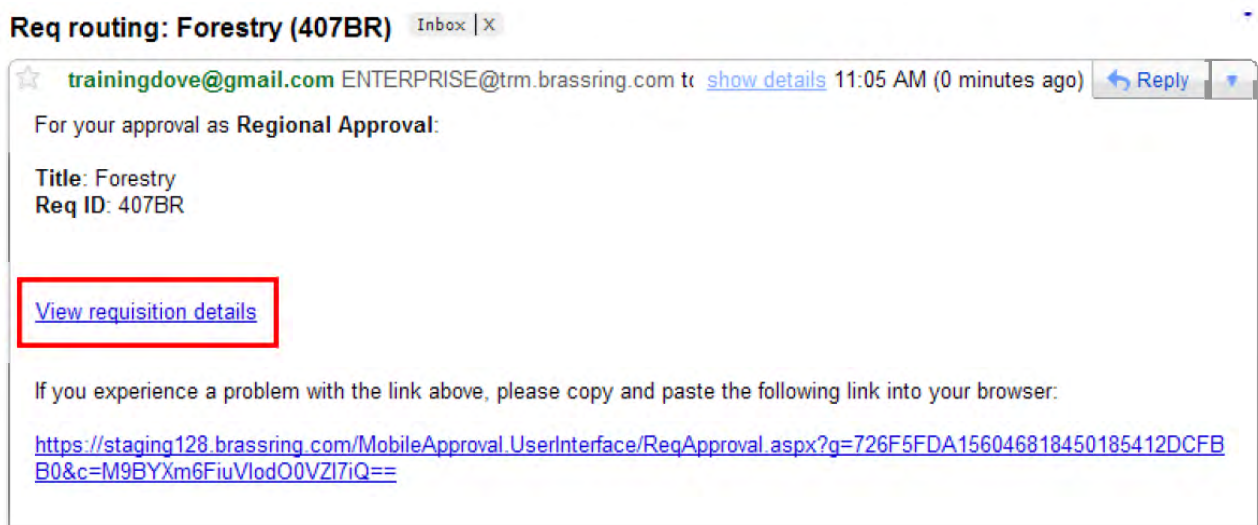 Req routing: Forestry (407BR) Inbox | X
trainingdove@gmail.com ENTERPRISE@trm.brassring.com to show details 11:05 AM (0 minutes ago) Reply
For your approval as Regional Approval:
Title: Forestry
Req ID: 407BR
View requisition details
If you experience a problem with the link above, please copy and paste the following link into your browser:
https://staging128.brassring.com/MobileApproval.UserInterface/ReqApproval.aspx?g=726F5FDA156046818450185412DCFB
B0&c=M9BYXm6FiuVlodO0VZl7iQ==